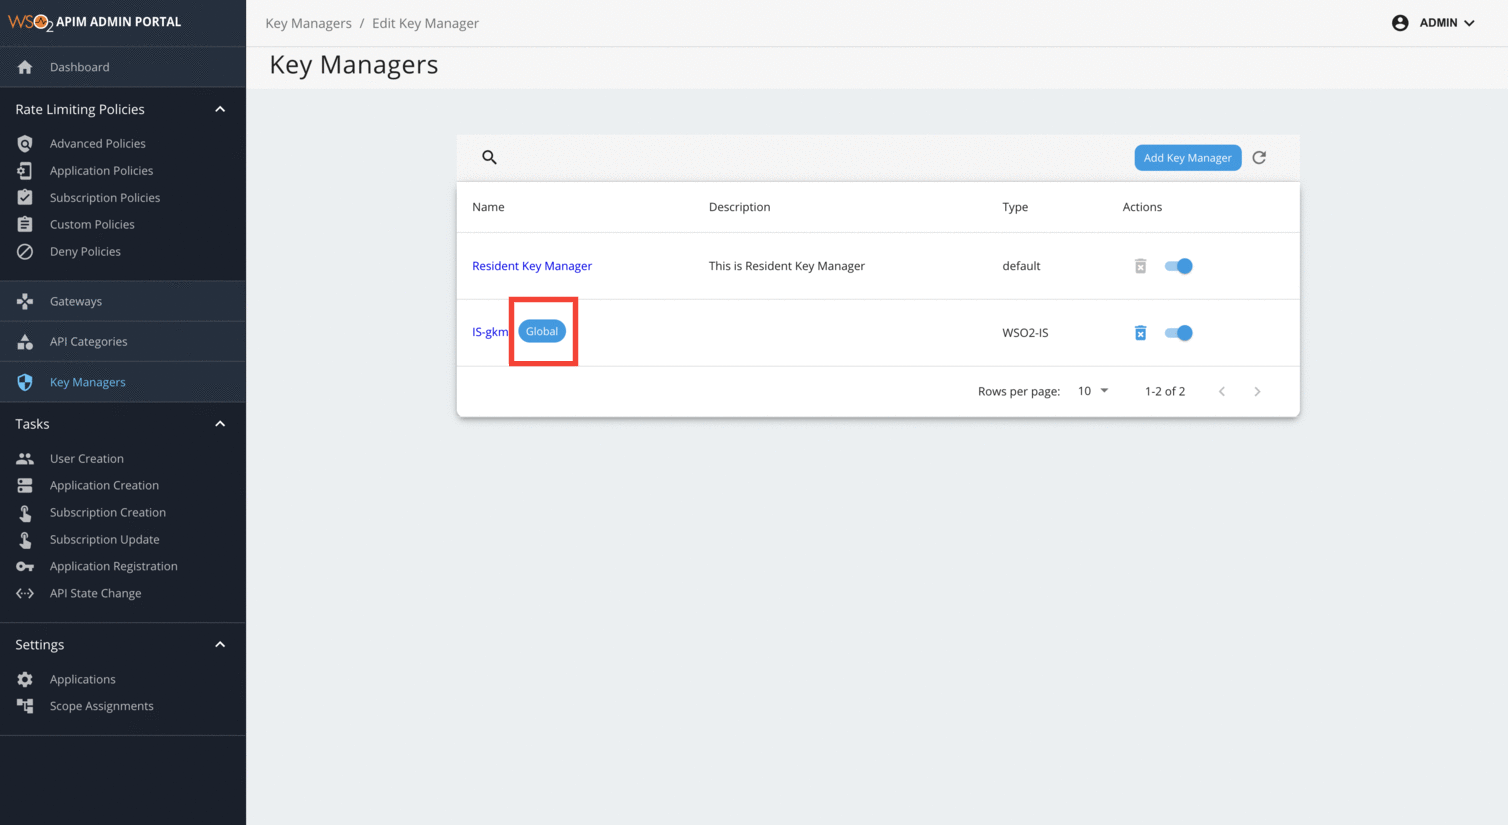 WSO2 APIM ADMIN PORTAL
Key Managers / Edit Key Manager
ADMIN
Key Managers
Dashboard
Rate Limiting Policies
Advanced Policies
Application Policies
Subscription Policies
Custom Policies
Deny Policies
Gateways
API Categories
Key Managers
Tasks
User Creation
Application Creation
Subscription Creation
Subscription Update
Application Registration
API State Change
Settings
Applications
Scope Assignments
Add Key Manager
Name Description Type Actions
Resident Key Manager This is Resident Key Manager default
IS-gkm Global WSO2-IS
Rows per page: 10 1-2 of 2